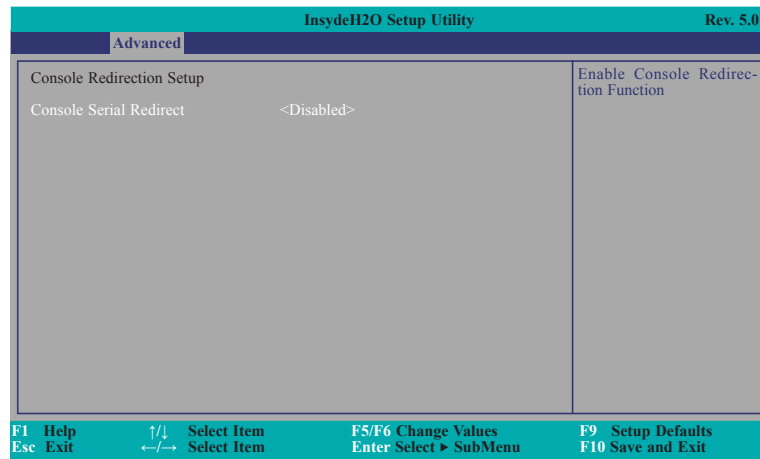 InsydeH2O Setup Utility Rev. 5.0
Advanced
Console Redirection Setup
Console Serial Redirect <Disabled>
Enable Console Redirec-
tion Function
F1 Help ↑/↓ Select Item F5/F6 Change Values F9 Setup Defaults
Esc Exit ←/→ Select Item Enter Select ► SubMenu F10 Save and Exit